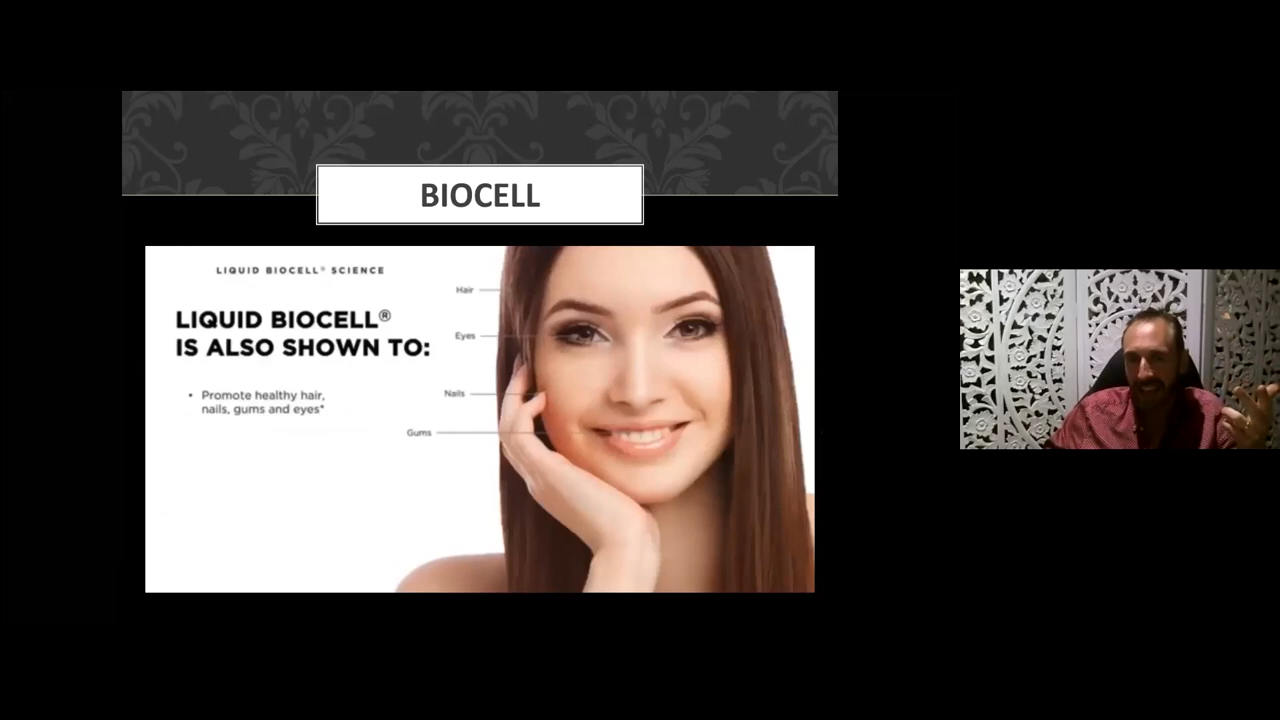 BIOCELL
LIQUID BIOCELL® SCIENCE
LIQUID BIOCELL®
IS ALSO SHOWN TO:
• Promote healthy hair,
nails, gums and eyes*
Hair
Eyes
Nails
Gums